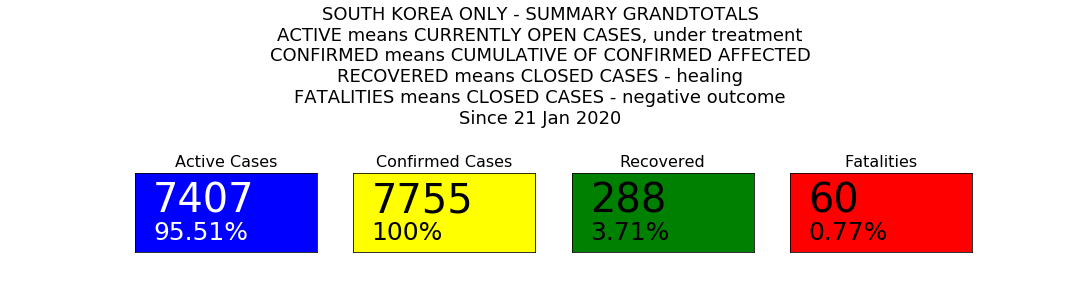 SOUTH KOREA ONLY - SUMMARY GRANDTOTALS
ACTIVE means CURRENTLY OPEN CASES, under treatment
CONFIRMED means CUMULATIVE OF CONFIRMED AFFECTED
RECOVERED means CLOSED CASES - healing
FATALITIES means CLOSED CASES - negative outcome
Since 21 Jan 2020
Active Cases
7407
95.51%
Confirmed Cases
7755
100%
Recovered
288
3.71%
Fatalities
60
0.77%